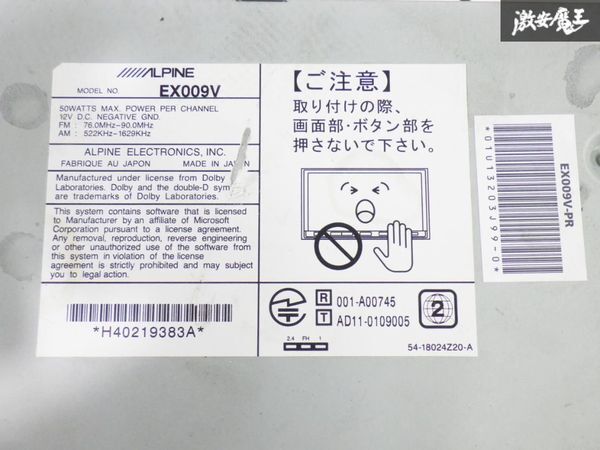 激安魔王
ALPINE
MODEL NO. EX009V
50WATTS MAX. POWER PER CHANNEL
12V D.C. NEGATIVE GND.
FM : 76.0MHz~90.0MHz
AM : 522KHz~1629KHz
ALPINE ELECTRONICS, INC.
FABRIQUE AU JAPON MADE IN JAPAN
Manufactured under license from Dolby
Laboratories. Dolby and the double-D sym
are trademarks of Dolby Laboratories.
This system contains software that is licensed
to Manufacturer by an affiliate of Microsoft
Corporation pursuant to a license agreement.
Any removal, reproduction, reverse engineering
or other unauthorized use of the software from
this system in violation of the license
agreement is strictly prohibited and may subject
you to legal action.
*H40219383A*
【ご注意】
取り付けの際、
画面部・ボタン部を
押さないで下さい。
R 001-A00745
T AD11-0109005
2
2.4 FH 1
54-18024Z20-A
EX009V-PR
*01U13203J99-0*